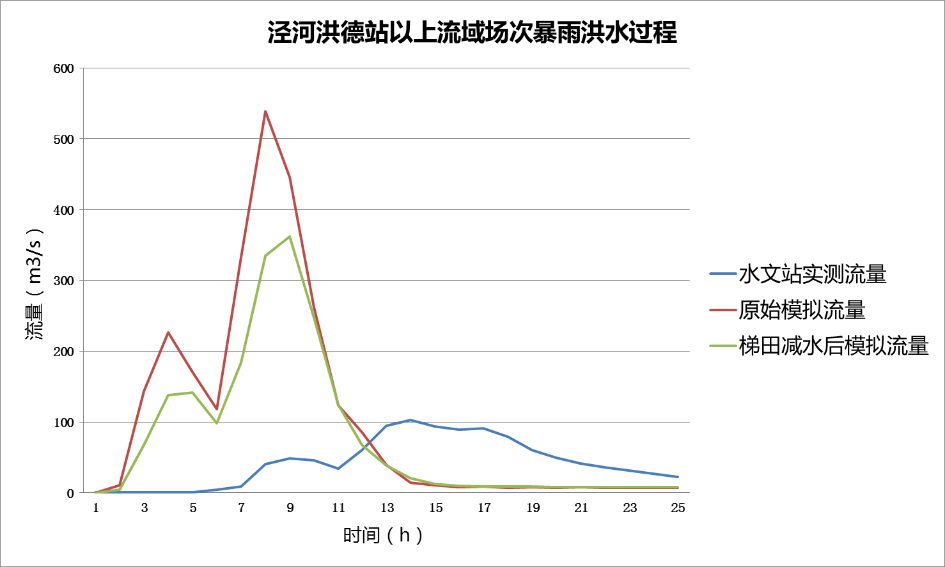 泾河洪德站以上流域场次暴雨洪水过程
600
500
400
300
200
100
0
流量（m3/s）
1 3 5 7 9 11 13 15 17 19 21 23 25
时间（h）
水文站实测流量
原始模拟流量
梯田减水后模拟流量